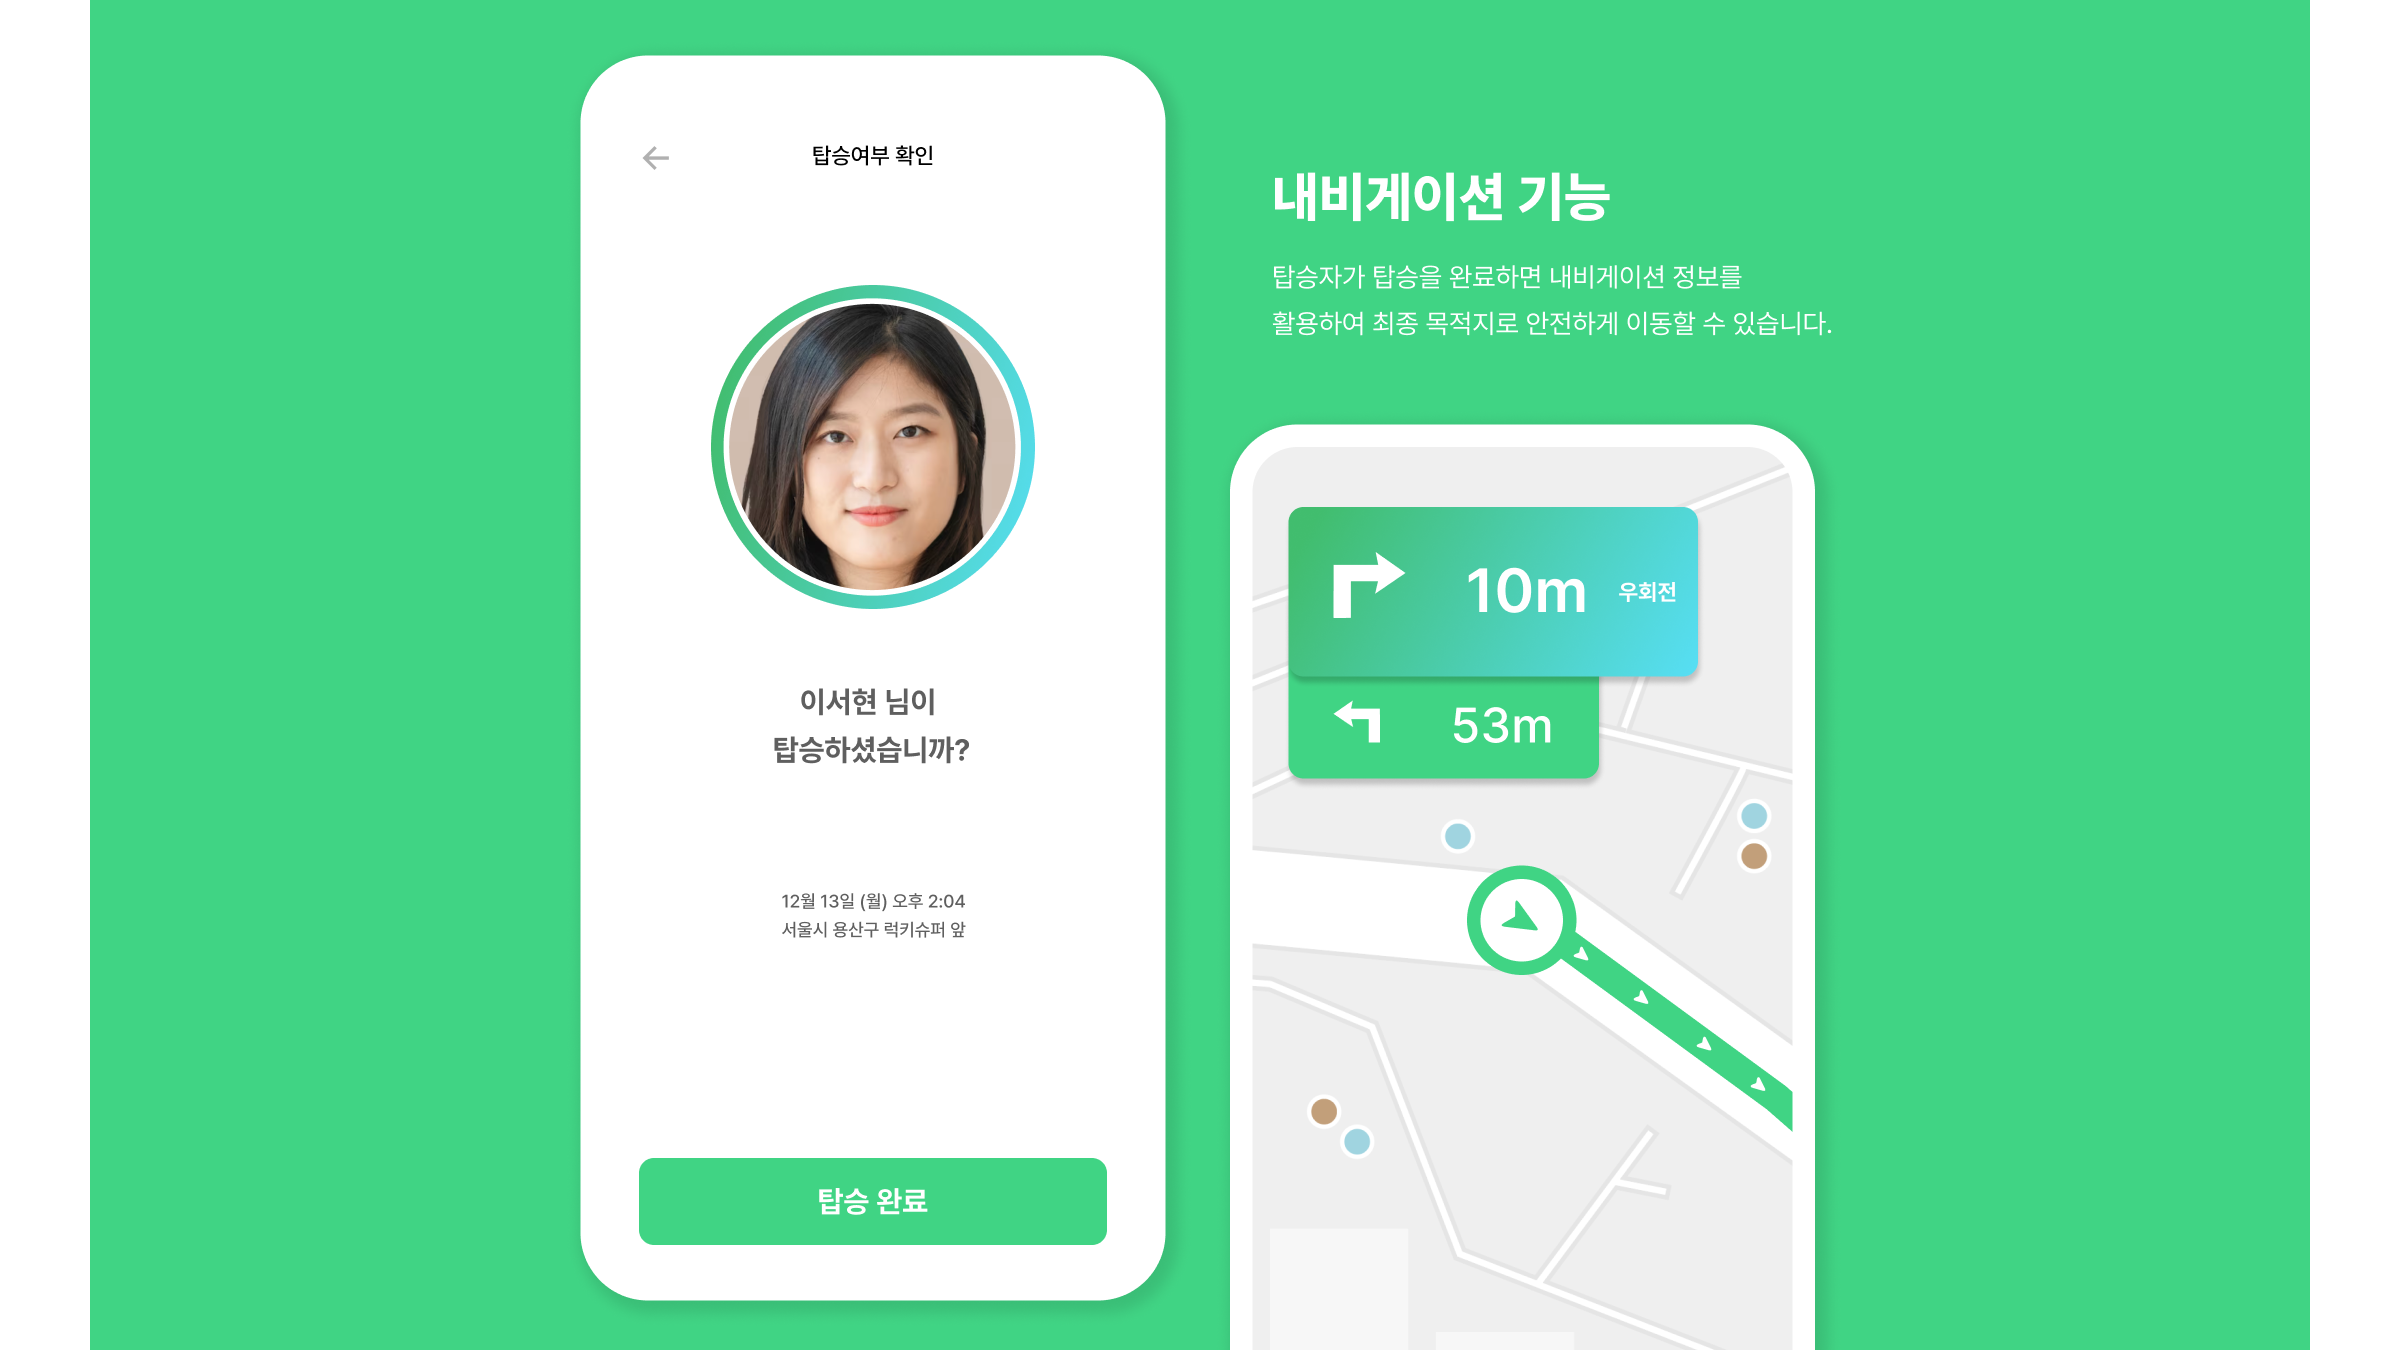 탑승여부 확인
이서현 님이
탑승하셨습니까?
12월 13일 (월) 오후 2:04
서울시 용산구 럭키슈퍼 앞
탑승 완료
내비게이션 기능
탑승자가 탑승을 완료하면 내비게이션 정보를
활용하여 최종 목적지로 안전하게 이동할 수 있습니다.
10m 우회전
53m